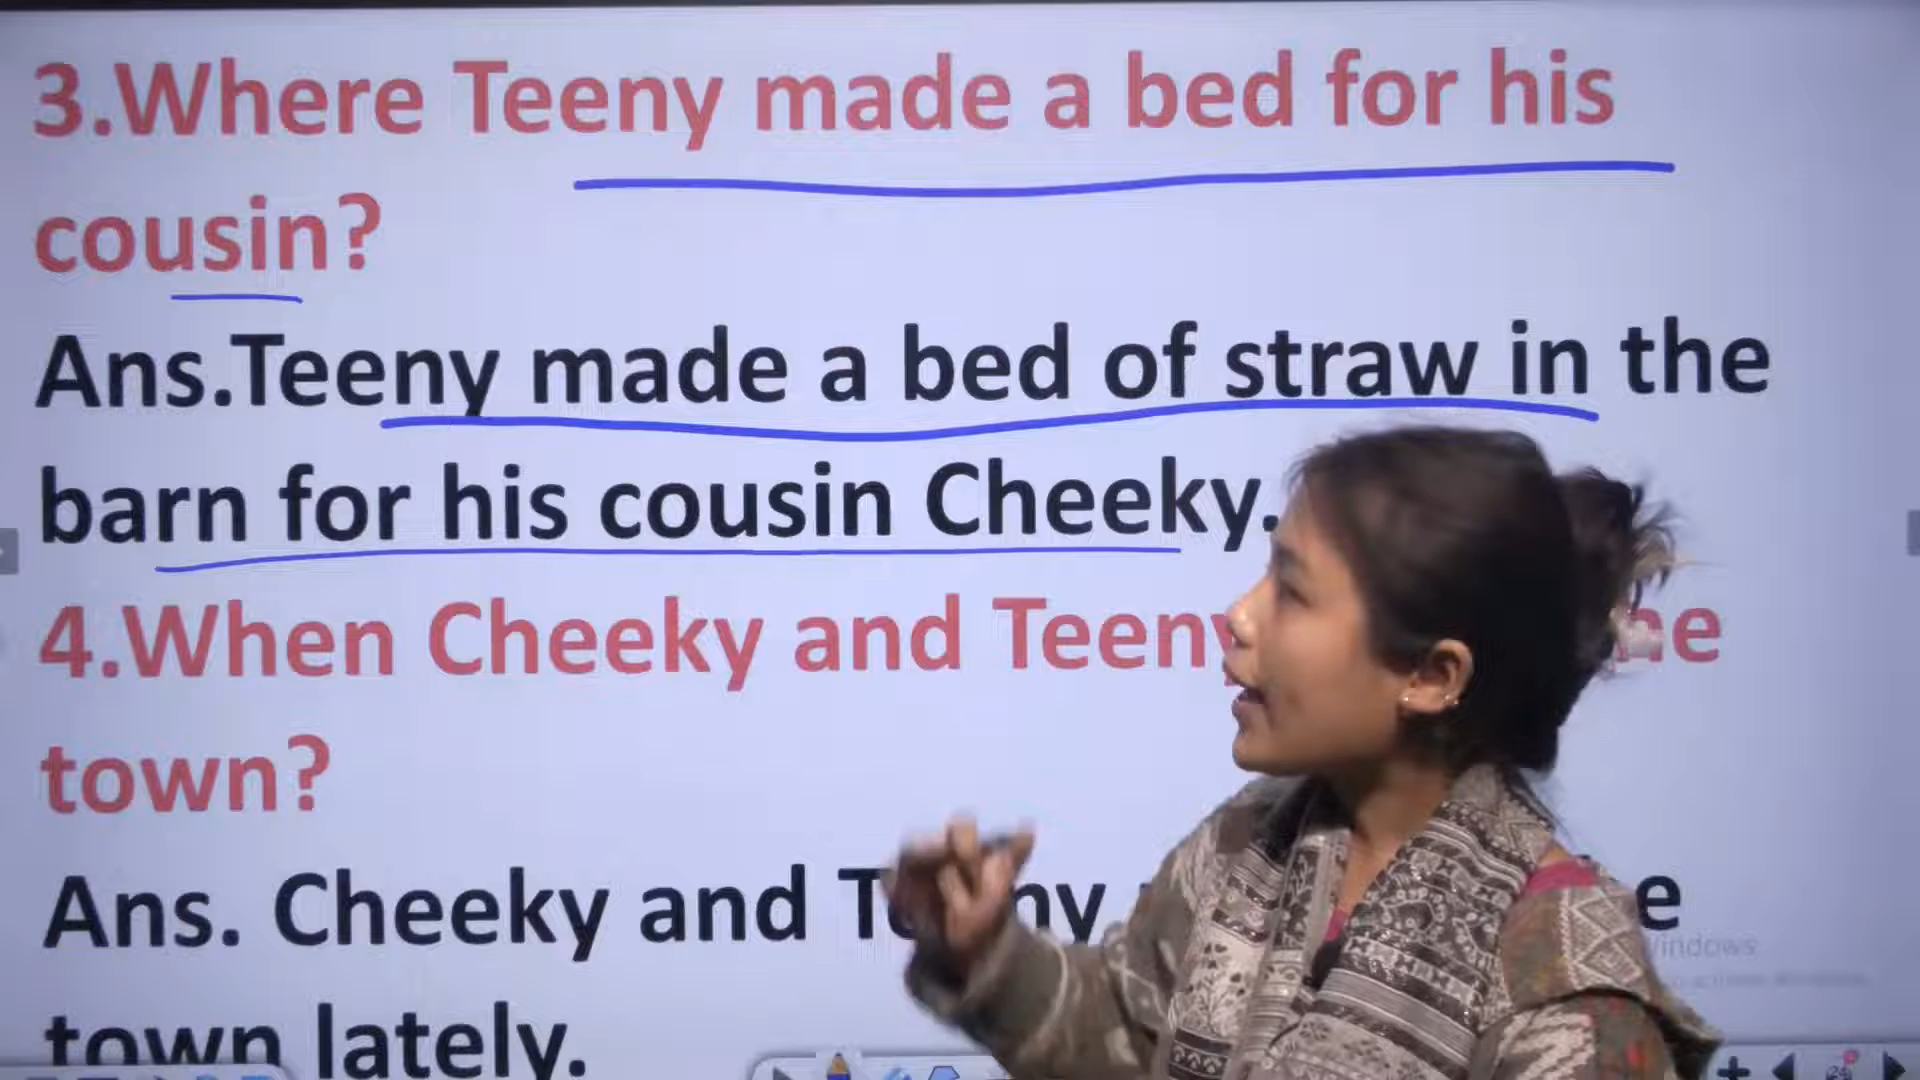 3.Where Teeny made a bed for his
cousin?
Ans.Teeny made a bed of straw in the
barn for his cousin Cheeky.
4.When Cheeky and Teeny
town?
Ans. Cheeky and
town lately.
Windows